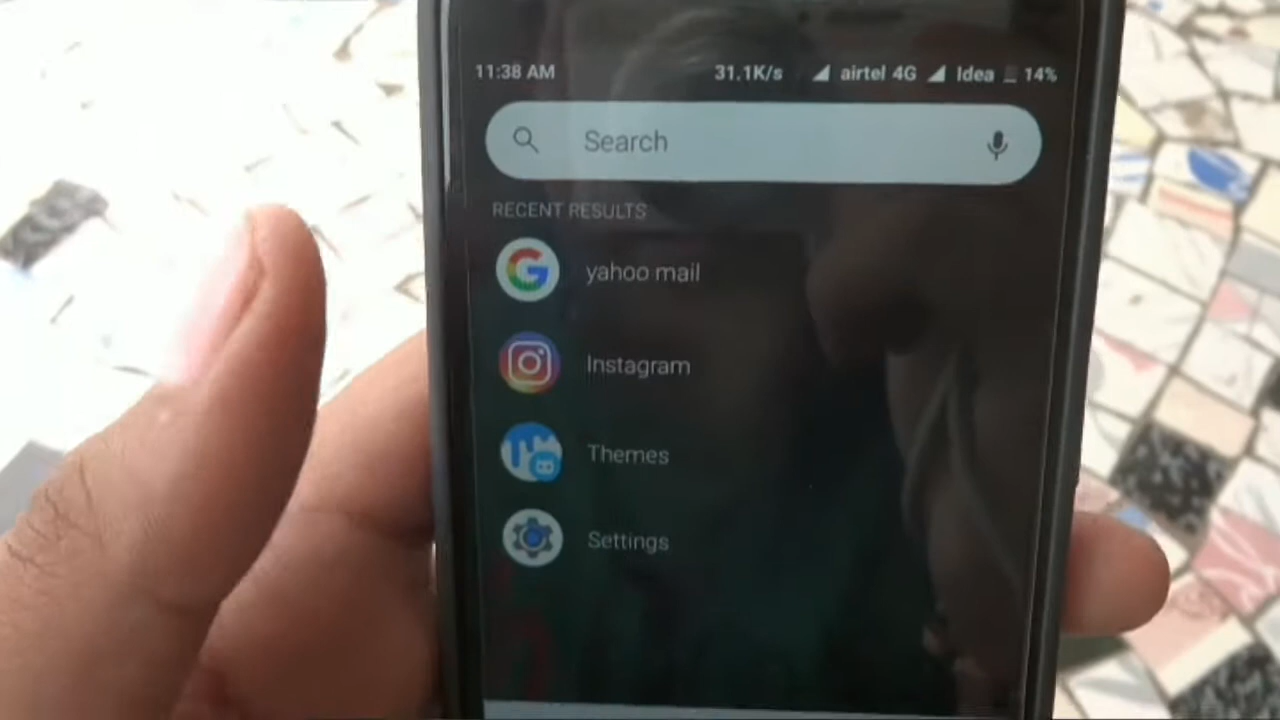 11:38 AM 31.1K/s airtel 4G Idea 14%
Search
RECENT RESULTS
yahoo mail
Instagram
Themes
Settings